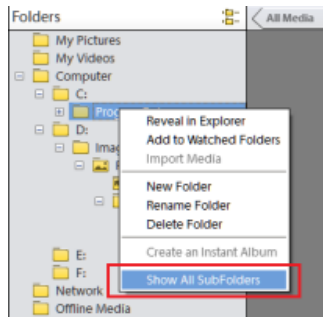 Folders
All Media
My Pictures
My Videos
Computer
C:
Reveal in Explorer
D:
Add to Watched Folders
Import Media
New Folder
Rename Folder
Delete Folder
E:
Create an Instant Album
F:
Show All SubFolders
Network
Offline Media